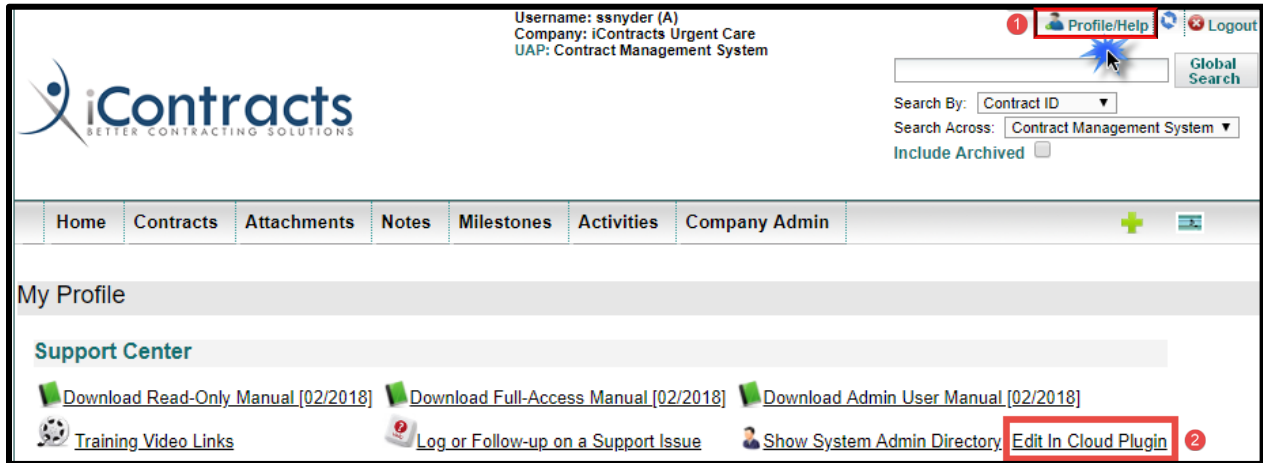 Username: ssnyder (A)
Company: iContracts Urgent Care
UAP: Contract Management System
1 Profile/Help Logout
Global Search
iContracts
BETTER CONTRACTING SOLUTIONS
Search By: Contract ID
Search Across: Contract Management System
Include Archived
Home Contracts Attachments Notes Milestones Activities Company Admin
My Profile
Support Center
Download Read-Only Manual [02/2018] Download Full-Access Manual [02/2018] Download Admin User Manual [02/2018]
Training Video Links Log or Follow-up on a Support Issue Show System Admin Directory Edit In Cloud Plugin 2